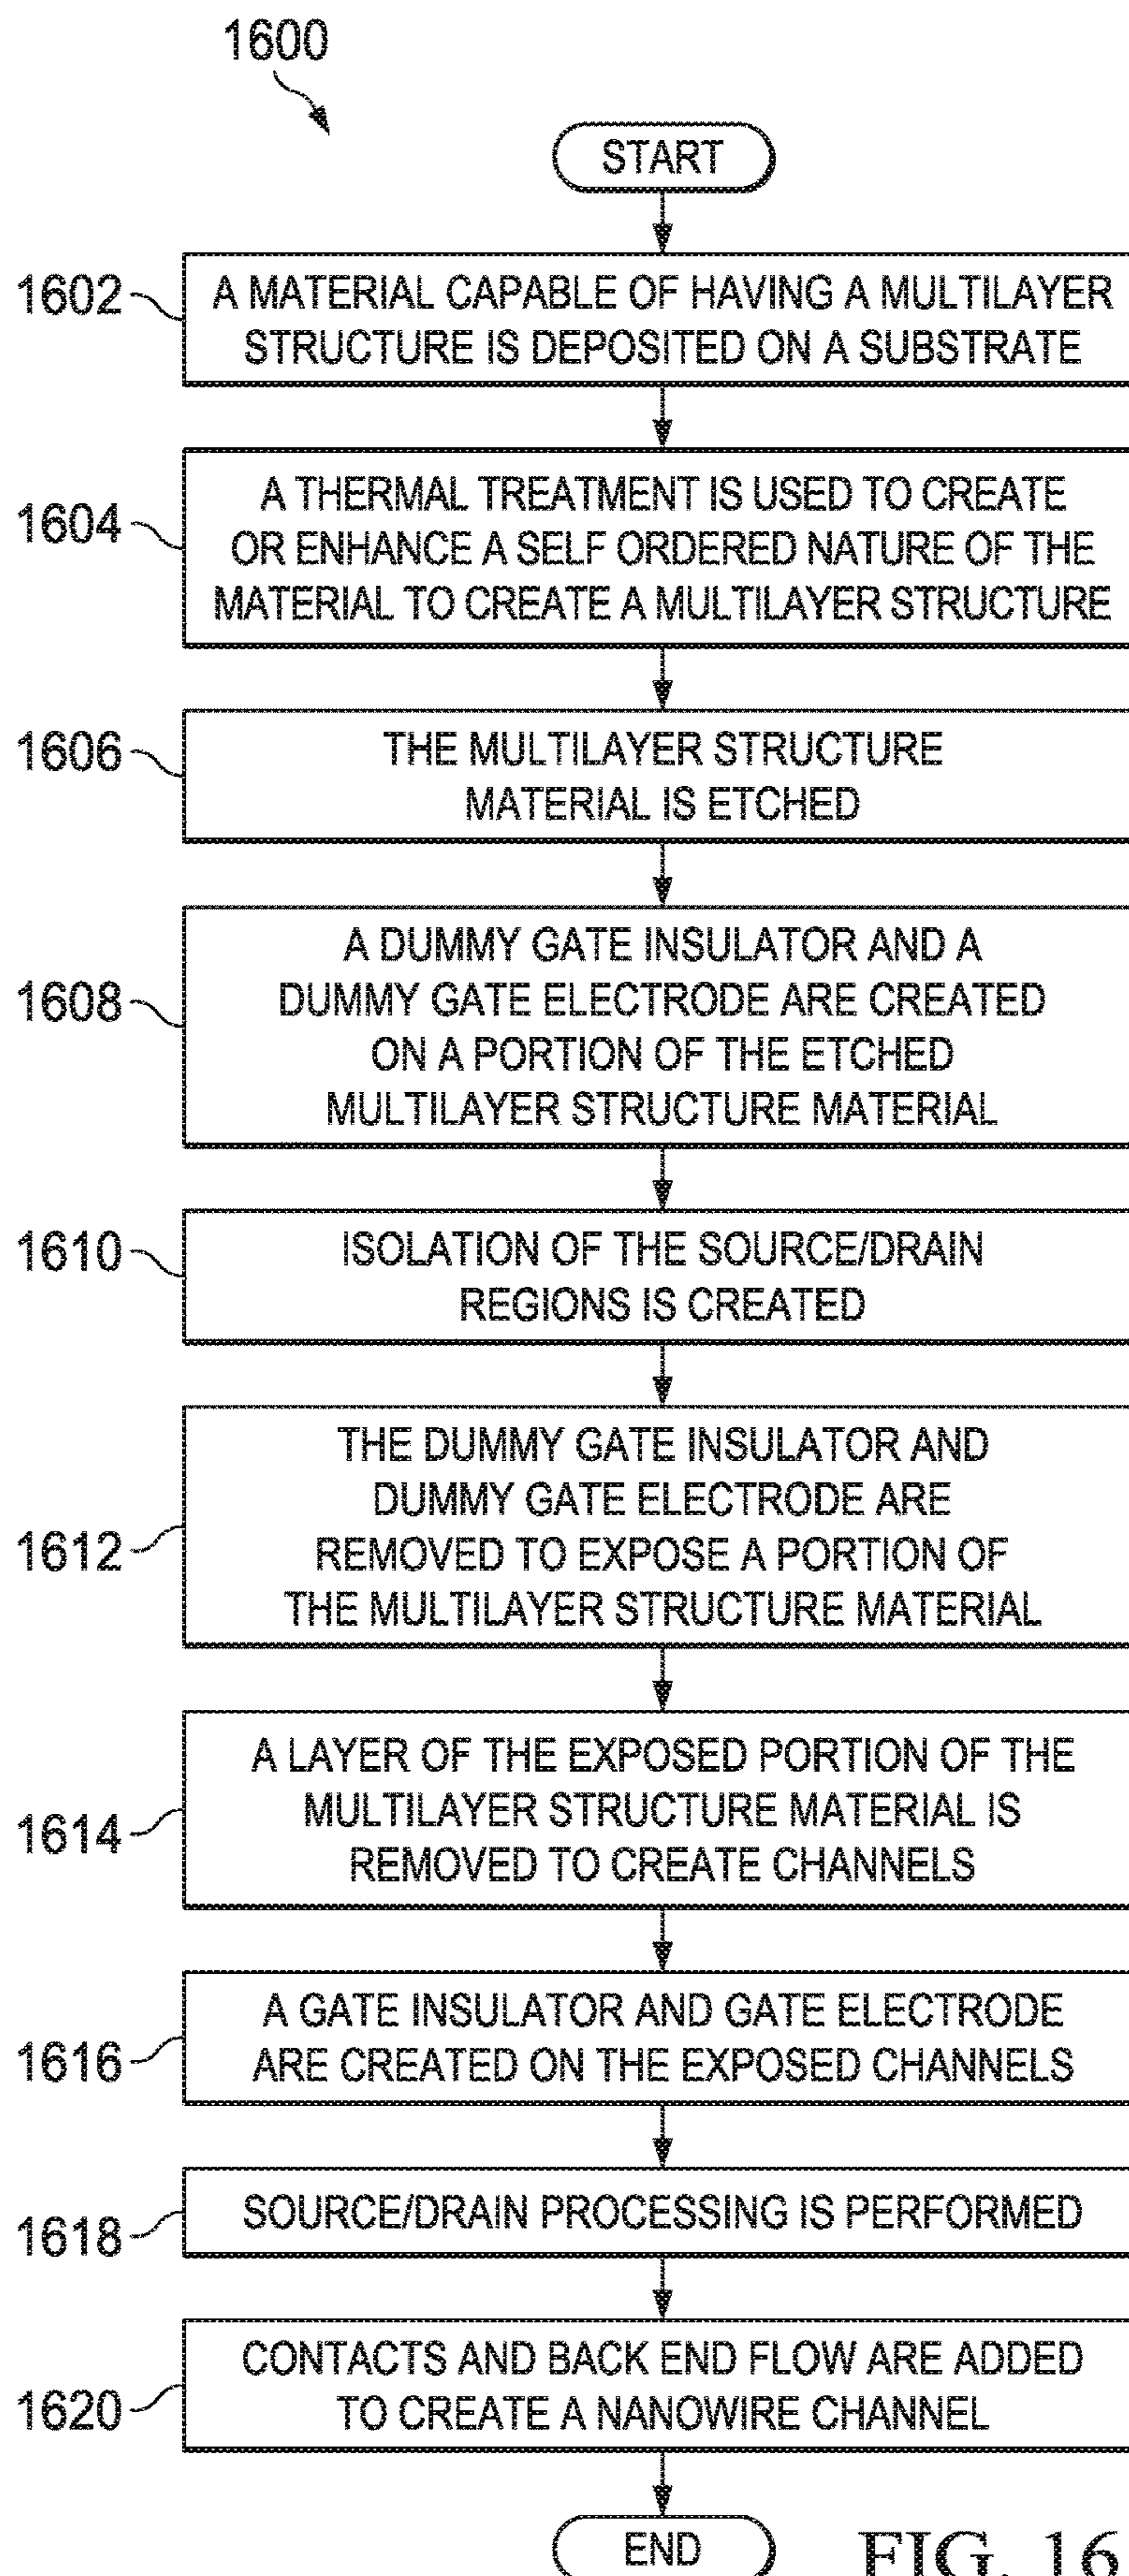 1600
START
1602
A MATERIAL CAPABLE OF HAVING A MULTILAYER
STRUCTURE IS DEPOSITED ON A SUBSTRATE
1604
A THERMAL TREATMENT IS USED TO CREATE
OR ENHANCE A SELF ORDERED NATURE OF THE
MATERIAL TO CREATE A MULTILAYER STRUCTURE
1606
THE MULTILAYER STRUCTURE
MATERIAL IS ETCHED
1608
A DUMMY GATE INSULATOR AND A
DUMMY GATE ELECTRODE ARE CREATED
ON A PORTION OF THE ETCHED
MULTILAYER STRUCTURE MATERIAL
1610
ISOLATION OF THE SOURCE/DRAIN
REGIONS IS CREATED
1612
THE DUMMY GATE INSULATOR AND
DUMMY GATE ELECTRODE ARE
REMOVED TO EXPOSE A PORTION OF
THE MULTILAYER STRUCTURE MATERIAL
1614
A LAYER OF THE EXPOSED PORTION OF THE
MULTILAYER STRUCTURE MATERIAL IS
REMOVED TO CREATE CHANNELS
1616
A GATE INSULATOR AND GATE ELECTRODE
ARE CREATED ON THE EXPOSED CHANNELS
1618
SOURCE/DRAIN PROCESSING IS PERFORMED
1620
CONTACTS AND BACK END FLOW ARE ADDED
TO CREATE A NANOWIRE CHANNEL
END
FIG. 16